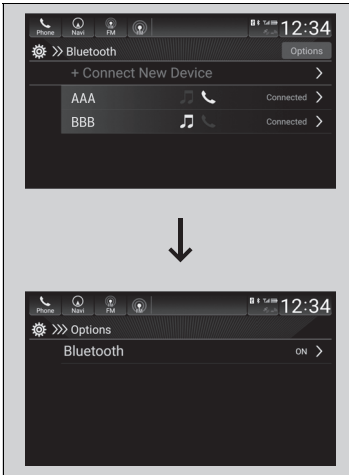 Phone Navi FM 12:34
Bluetooth Options
+ Connect New Device
AAA Connected
BBB Connected
Phone Navi FM 12:34
Options
Bluetooth ON